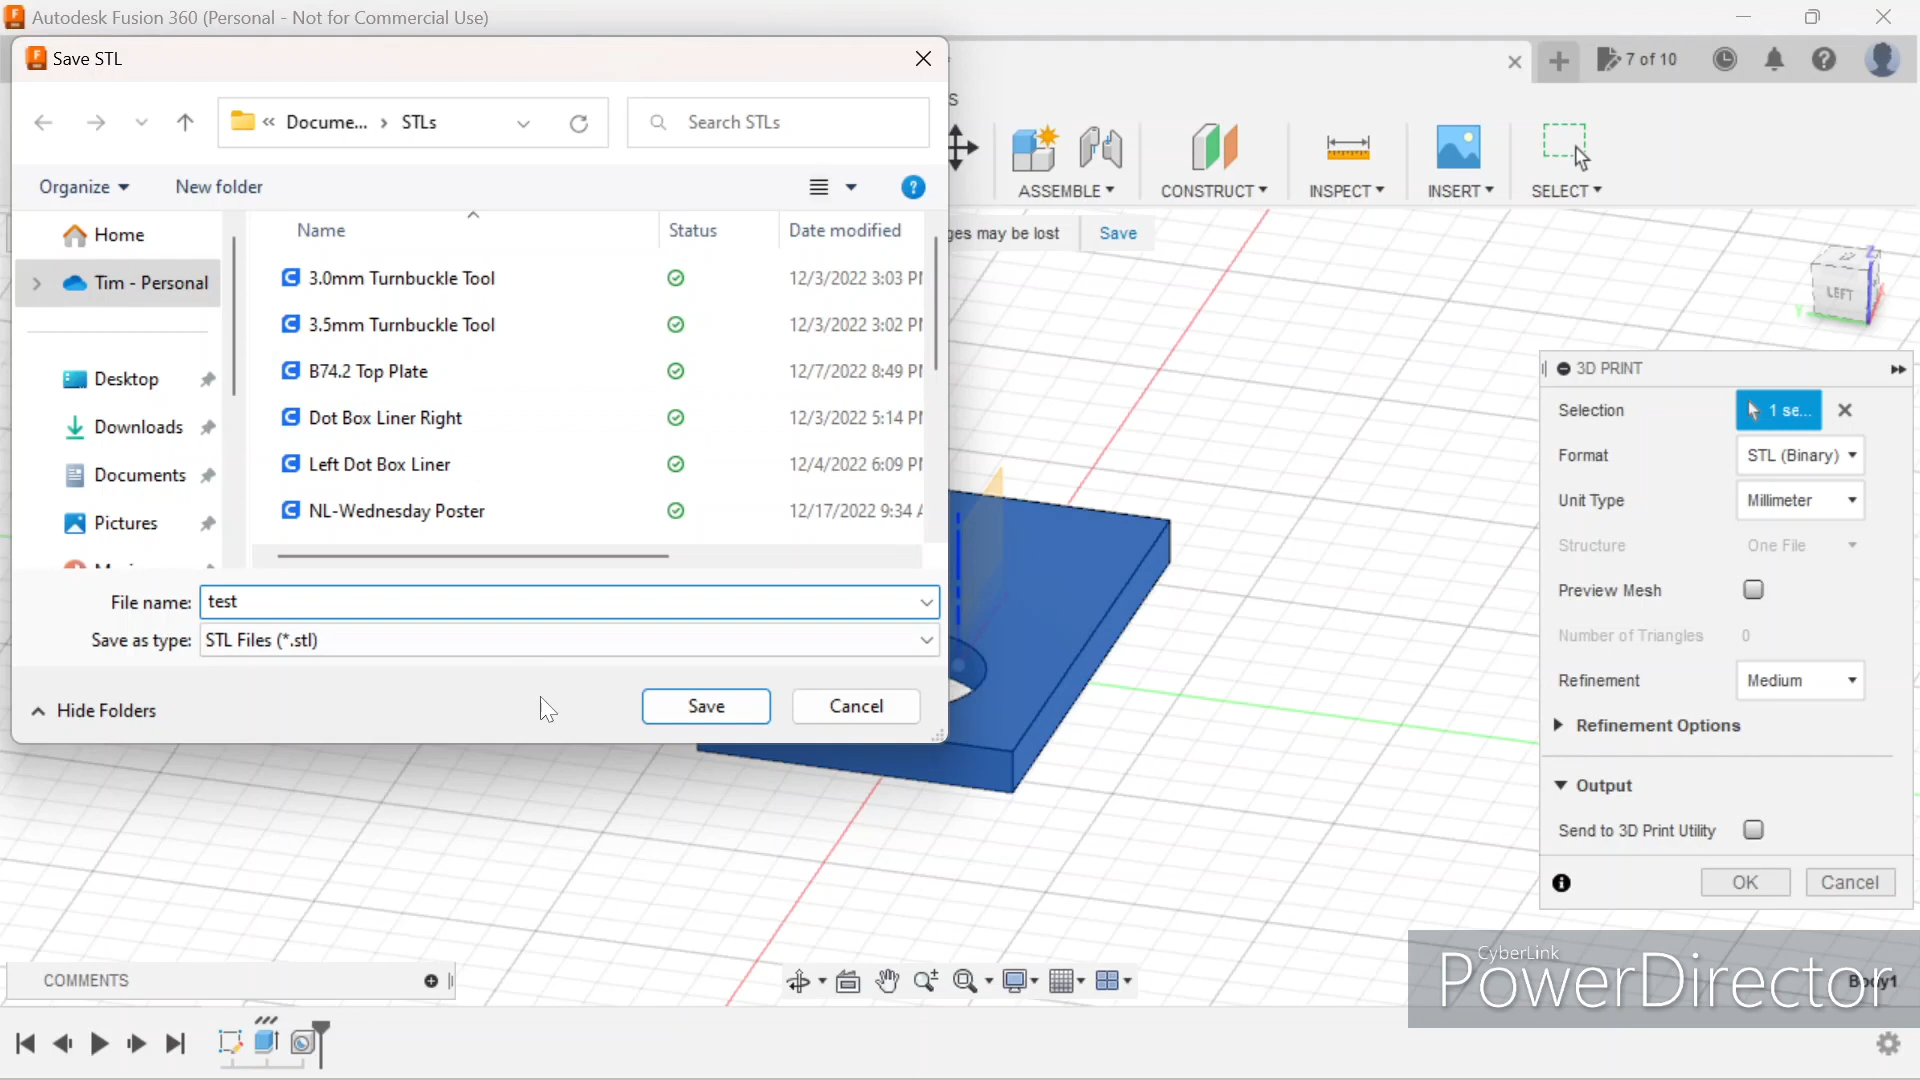 Autodesk Fusion 360 (Personal - Not for Commercial Use)
Save STL
7 of 10
Docume... › STLs
Search STLs
Organize
New folder
ASSEMBLE
CONSTRUCT
INSPECT
INSERT
SELECT
Home
Tim - Personal
Desktop
Downloads
Documents
Pictures
Name Status Date modified
3.0mm Turnbuckle Tool 12/3/2022 3:03 P
3.5mm Turnbuckle Tool 12/3/2022 3:02 P
B74.2 Top Plate 12/7/2022 8:49 P
Dot Box Liner Right 12/3/2022 5:14 P
Left Dot Box Liner 12/4/2022 6:09 P
NL-Wednesday Poster 12/17/2022 9:34 A
File name: test
Save as type: STL Files (*.stl)
Hide Folders
Save
Cancel
ges may be lost
Save
LEFT
Z
Y
3D PRINT
Selection 1 se...
Format STL (Binary)
Unit Type Millimeter
Structure One File
Preview Mesh
Number of Triangles 0
Refinement Medium
Refinement Options
Output
Send to 3D Print Utility
OK Cancel
COMMENTS
CyberLink
PowerDirector
Body1